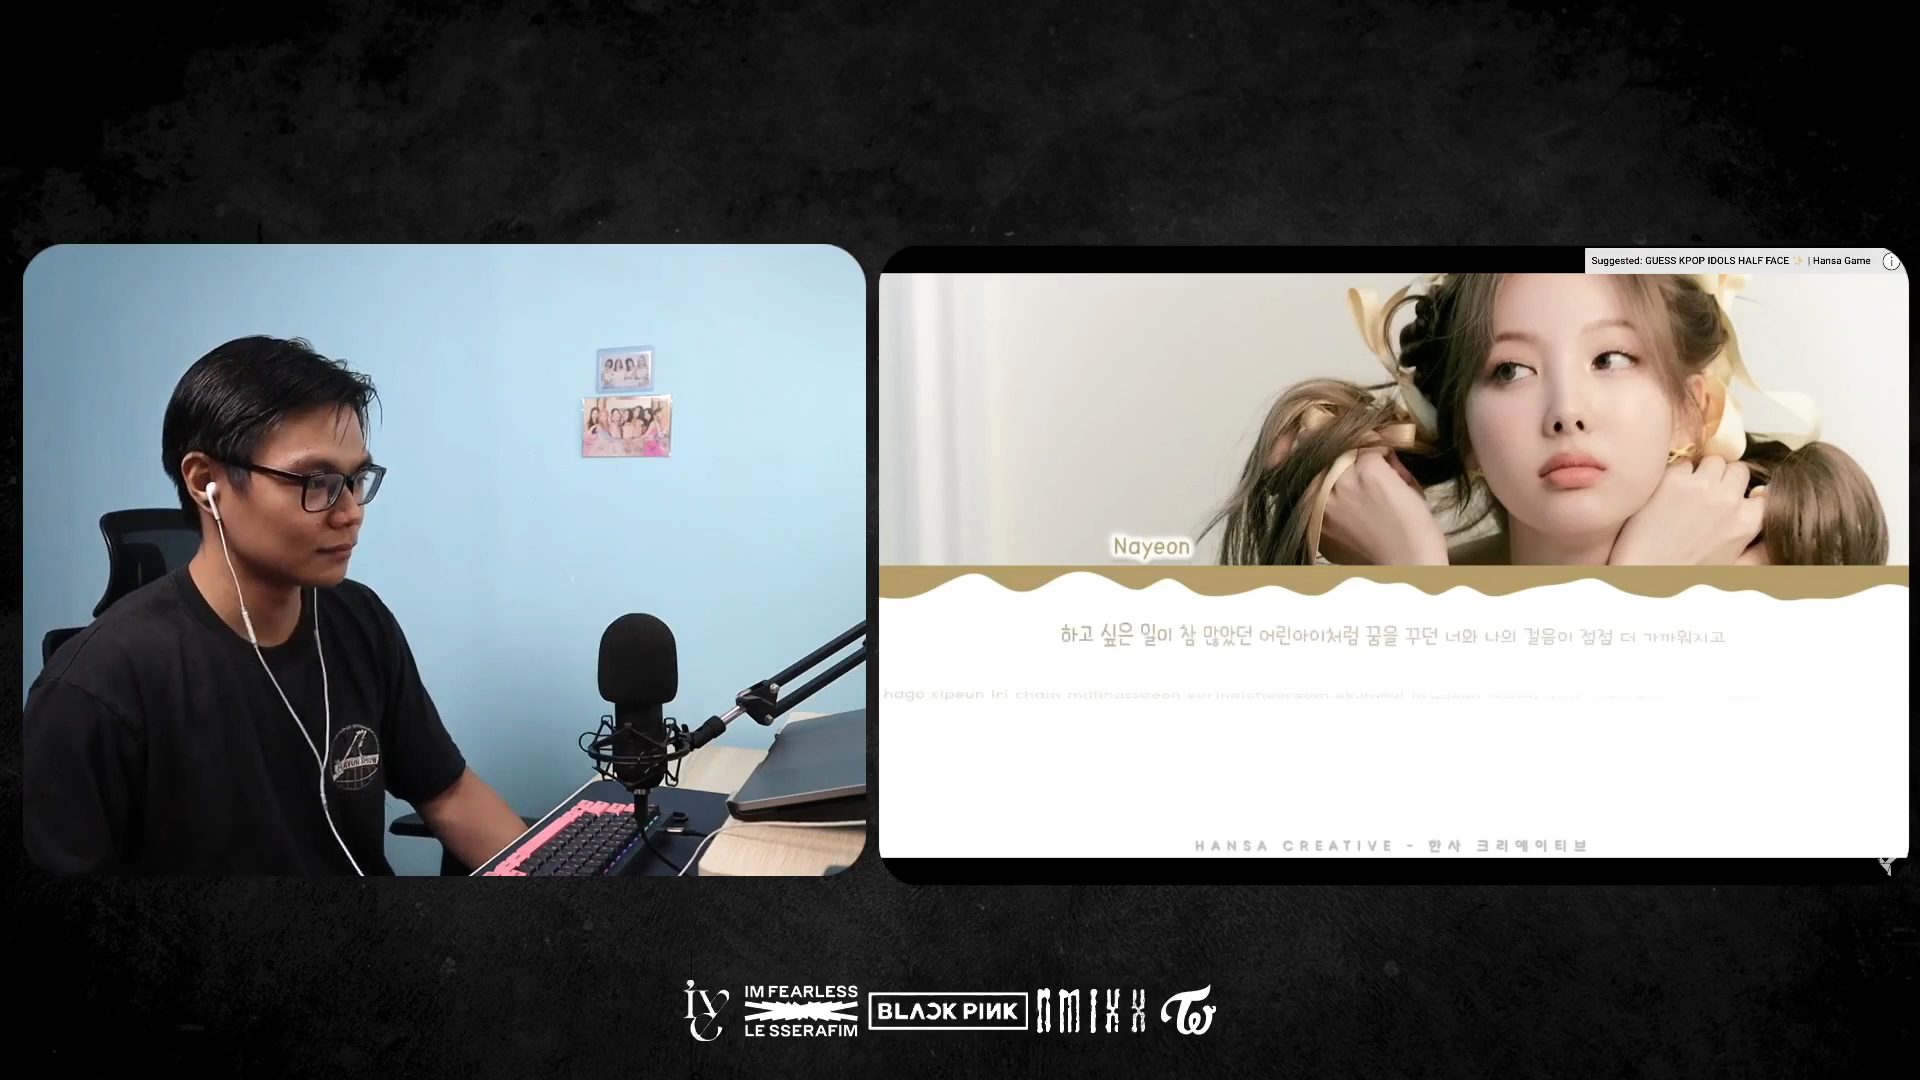 Suggested: GUESS KPOP IDOLS HALF FACE ✨ | Hansa Game
Nayeon
하고 싶은 일이 참 많았던 어린아이처럼 꿈을 꾸던 너와 나의 걸음이 점점 더 가까워지고
hago sipeun iri cham
HANSA CREATIVE - 한사 크리에이티브
IVE
IM FEARLESS
LE SSERAFIM
BLACKPINK
NMIXX